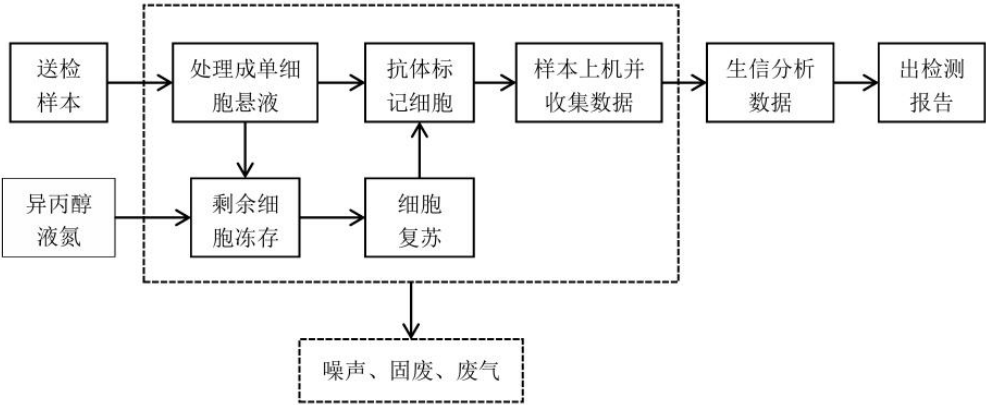 送检
样本
处理成单细
胞悬液
抗体标
记细胞
样本上机并
收集数据
生信分析
数据
出检测
报告
异丙醇
液氮
剩余细
胞冻存
细胞
复苏
噪声、固废、废气